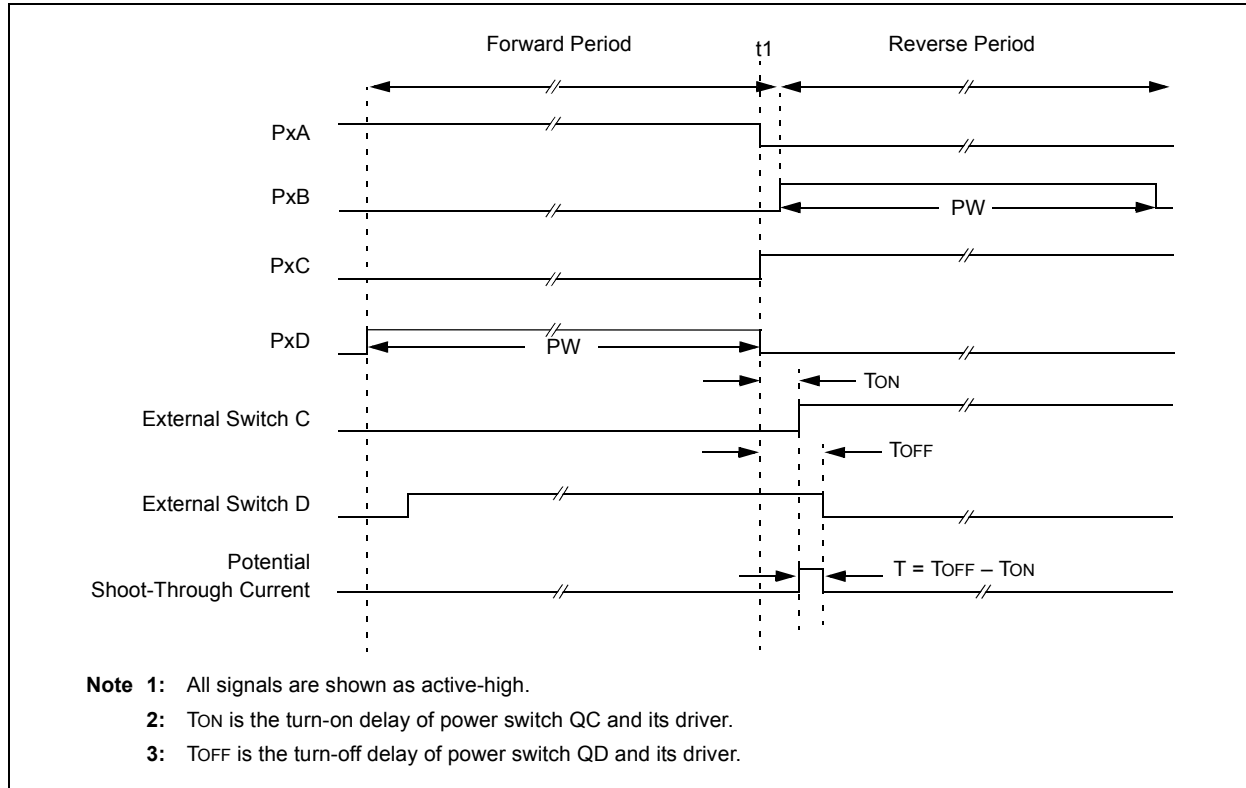 Forward Period
t1
Reverse Period
PxA
PxB
PW
PxC
PxD
PW
TON
External Switch C
TOFF
External Switch D
Potential
Shoot-Through Current
T = TOFF – TON
Note 1: All signals are shown as active-high.
2: TON is the turn-on delay of power switch QC and its driver.
3: TOFF is the turn-off delay of power switch QD and its driver.